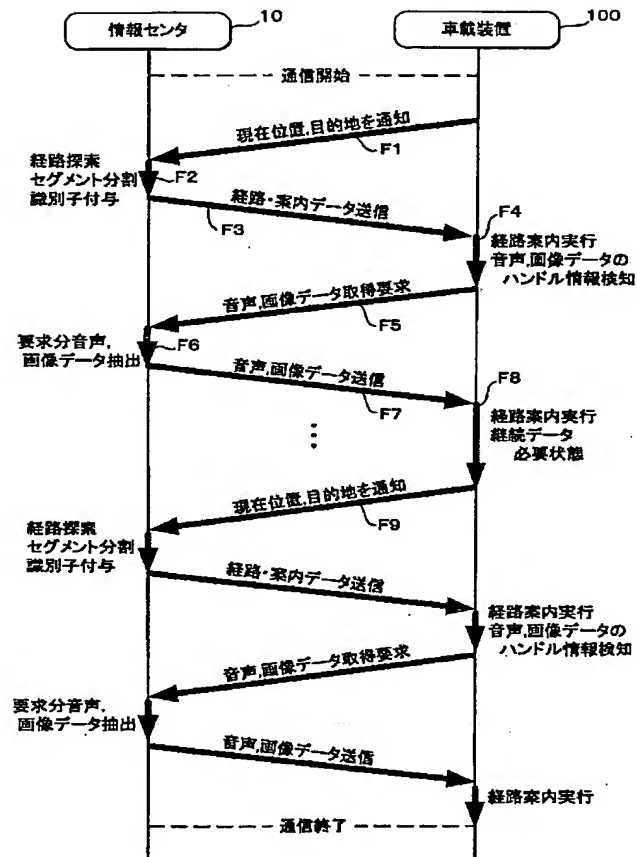 情報センタ
10
車載装置
100
通信開始
現在位置,目的地を通知
F1
経路探索
セグメント分割
識別子付与
F2
経路・案内データ送信
F3
F4
経路案内実行
音声,画像データの
ハンドル情報検知
音声,画像データ取得要求
F5
要求分音声,
画像データ抽出
F6
音声,画像データ送信
F7
F8
経路案内実行
継続データ
必要状態
現在位置,目的地を通知
F9
経路探索
セグメント分割
識別子付与
経路・案内データ送信
経路案内実行
音声,画像データの
ハンドル情報検知
音声,画像データ取得要求
要求分音声,
画像データ抽出
音声,画像データ送信
経路案内実行
通信終了